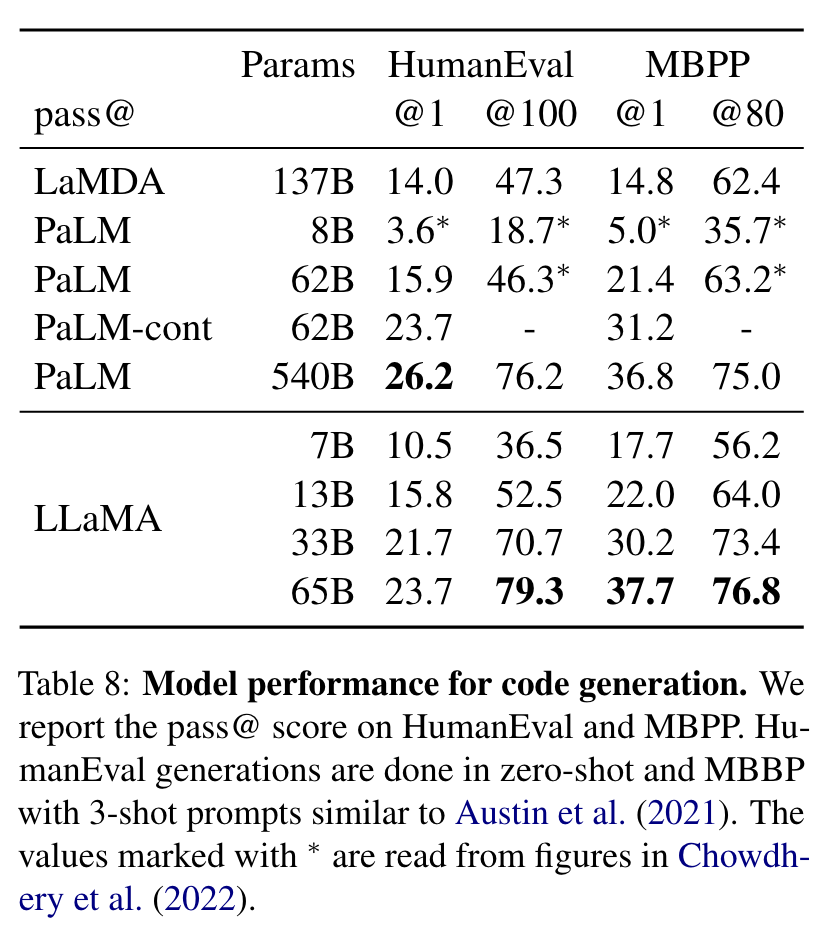 Params HumanEval MBPP
pass@ @1 @100 @1 @80
LaMDA 137B 14.0 47.3 14.8 62.4
PaLM 8B 3.6* 18.7* 5.0* 35.7*
PaLM 62B 15.9 46.3* 21.4 63.2*
PaLM-cont 62B 23.7 - 31.2 -
PaLM 540B 26.2 76.2 36.8 75.0
LLaMA
7B 10.5 36.5 17.7 56.2
13B 15.8 52.5 22.0 64.0
33B 21.7 70.7 30.2 73.4
65B 23.7 79.3 37.7 76.8
Table 8: Model performance for code generation. We
report the pass@ score on HumanEval and MBPP. Hu-
manEval generations are done in zero-shot and MBBP
with 3-shot prompts similar to Austin et al. (2021). The
values marked with * are read from figures in Chowdh-
ery et al. (2022).